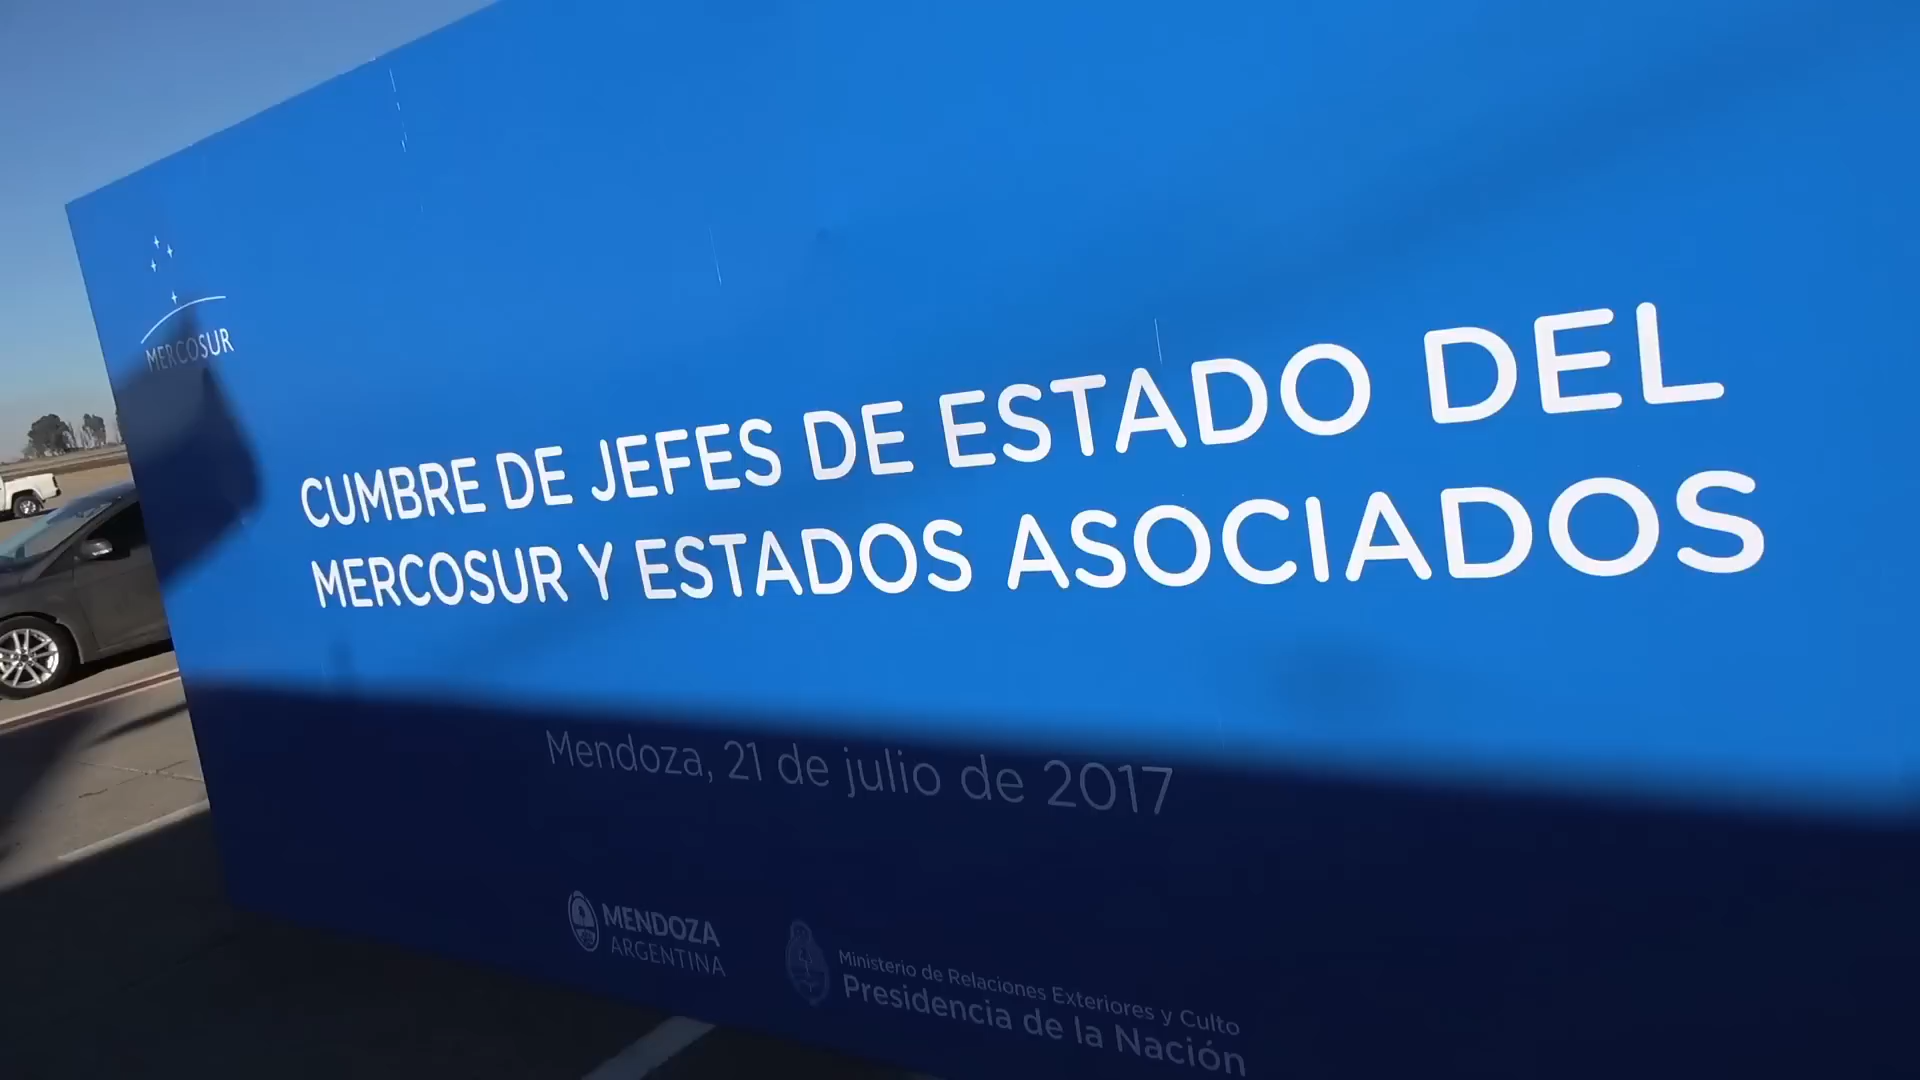 MERCOSUR
CUMBRE DE JEFES DE ESTADO DEL
MERCOSUR Y ESTADOS ASOCIADOS
Mendoza, 21 de julio de 2017
MENDOZA
ARGENTINA
Ministerio de Relaciones Exteriores y Culto
Presidencia de la Nación